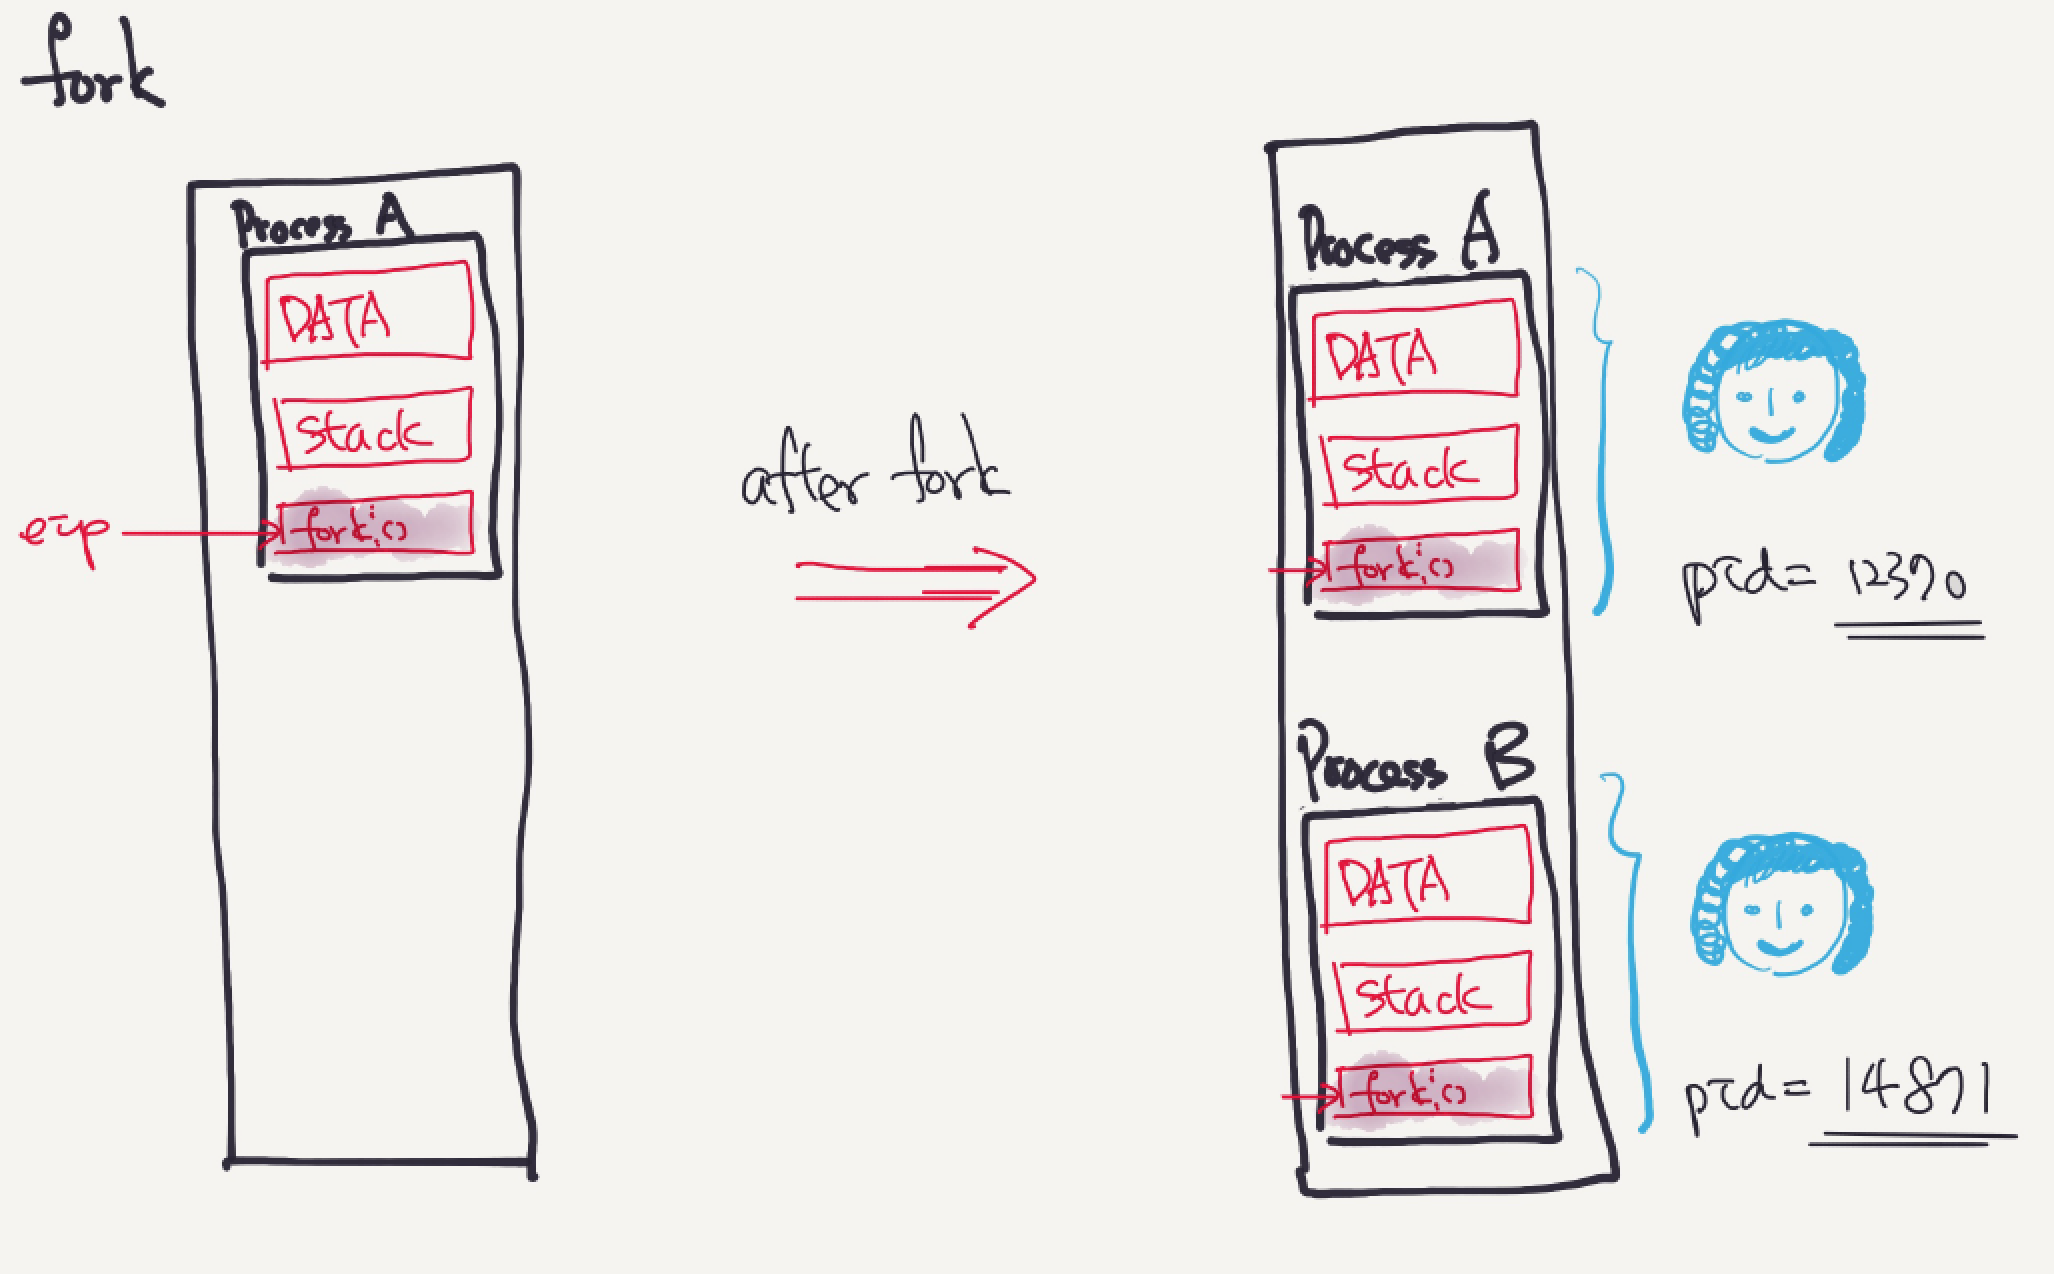 fork
Process A
DATA
stack
eip
fork;()
after fork
Process A
DATA
stack
fork;()
pid= 12370
Process B
DATA
stack
fork;()
pid= 14871